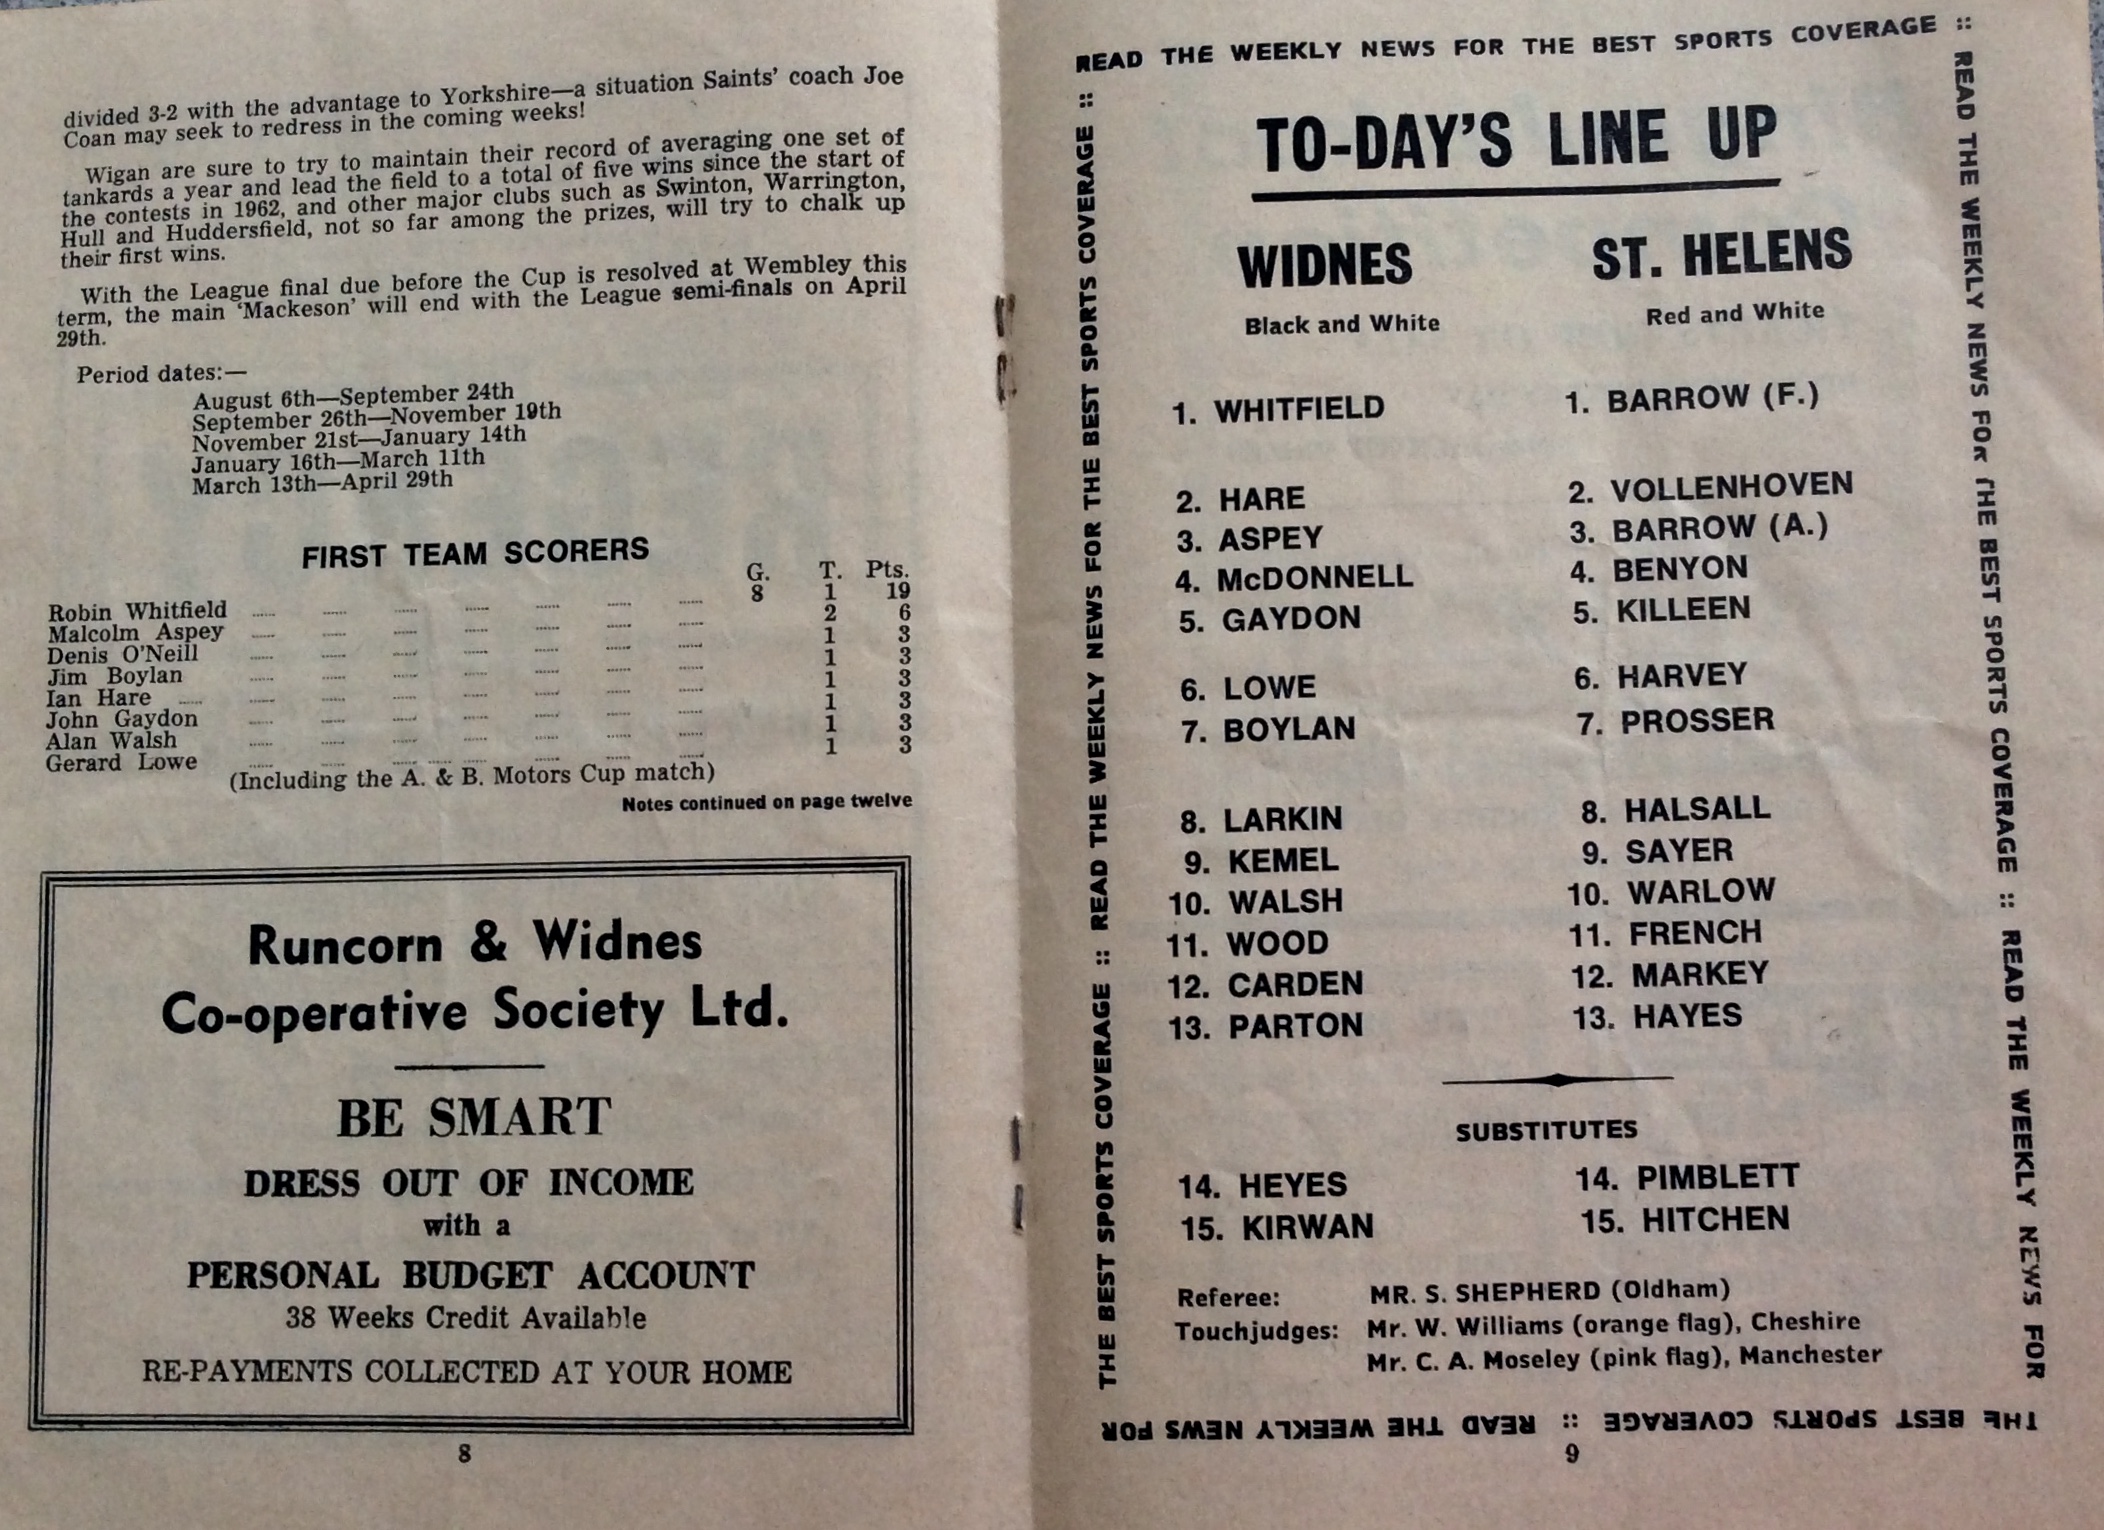 divided 3-2 with the advantage to Yorkshire—a situation Saints' coach Joe
Coan may seek to redress in the coming weeks!
Wigan are sure to try to maintain their record of averaging one set of
tankards a year and lead the field to a total of five wins since the start of
the contests in 1962, and other major clubs such as Swinton, Warrington,
Hull and Huddersfield, not so far among the prizes, will try to chalk up
their first wins.
With the League final due before the Cup is resolved at Wembley this
term, the main 'Mackeson' will end with the League semi-finals on April
29th.
Period dates:—
August 6th—September 24th
September 26th—November 19th
November 21st—January 14th
January 16th—March 11th
March 13th—April 29th
FIRST TEAM SCORERS
G. T. Pts.
Robin Whitfield ...... ...... ...... ...... ...... ...... ...... 8 1 19
Malcolm Aspey ...... ...... ...... ...... ...... ...... ...... 2 6
Denis O'Neill ...... ...... ...... ...... ...... ...... ...... 1 3
Jim Boylan ...... ...... ...... ...... ...... ...... ...... 1 3
Ian Hare ...... ...... ...... ...... ...... ...... ...... ...... 1 3
John Gaydon ...... ...... ...... ...... ...... ...... ...... 1 3
Alan Walsh ...... ...... ...... ...... ...... ...... ...... 1 3
Gerard Lowe ...... ...... ...... ...... ...... ...... ...... 1 3
(Including the A. & B. Motors Cup match)
Notes continued on page twelve
Runcorn & Widnes
Co-operative Society Ltd.
BE SMART
DRESS OUT OF INCOME
with a
PERSONAL BUDGET ACCOUNT
38 Weeks Credit Available
RE-PAYMENTS COLLECTED AT YOUR HOME
8
READ THE WEEKLY NEWS FOR THE BEST SPORTS COVERAGE ::
READ THE WEEKLY NEWS FOR THE BEST SPORTS COVERAGE :: READ THE WEEKLY NEWS FOR
THE BEST SPORTS COVERAGE :: READ THE WEEKLY NEWS FOR
THE BEST SPORTS COVERAGE :: READ THE WEEKLY NEWS FOR THE BEST SPORTS COVERAGE ::
TO-DAY'S LINE UP
WIDNES ST. HELENS
Black and White Red and White
1. WHITFIELD 1. BARROW (F.)
2. HARE 2. VOLLENHOVEN
3. ASPEY 3. BARROW (A.)
4. McDONNELL 4. BENYON
5. GAYDON 5. KILLEEN
6. LOWE 6. HARVEY
7. BOYLAN 7. PROSSER
8. LARKIN 8. HALSALL
9. KEMEL 9. SAYER
10. WALSH 10. WARLOW
11. WOOD 11. FRENCH
12. CARDEN 12. MARKEY
13. PARTON 13. HAYES
SUBSTITUTES
14. HEYES 14. PIMBLETT
15. KIRWAN 15. HITCHEN
Referee: MR. S. SHEPHERD (Oldham)
Touchjudges: Mr. W. Williams (orange flag), Cheshire
Mr. C. A. Moseley (pink flag), Manchester
9